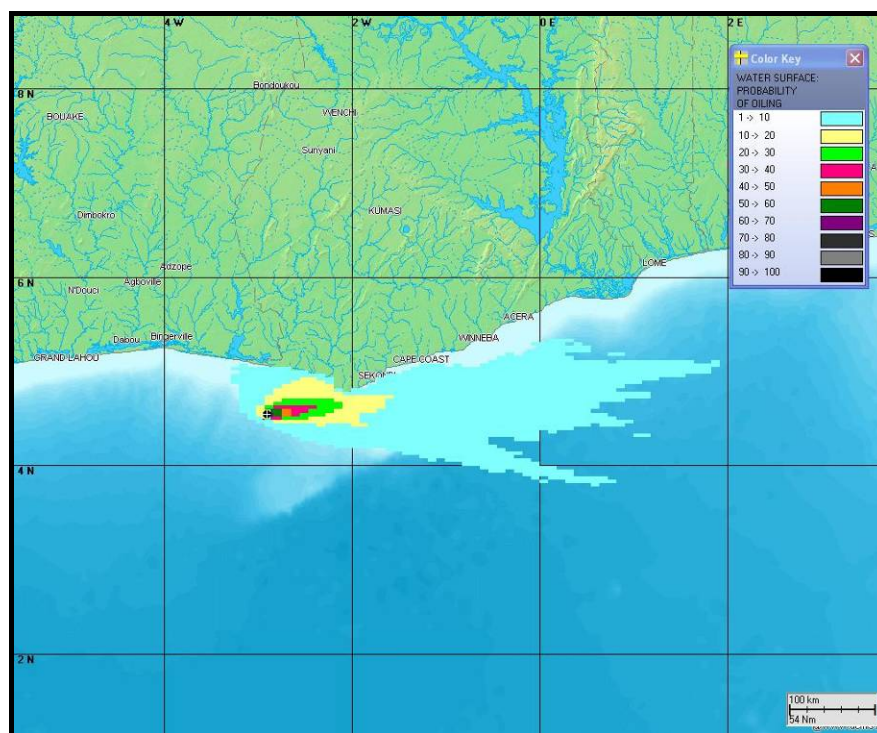 4 W
2 W
0 E
2 E
8 N
6 N
4 N
2 N
Bondoukou
BOUAKE
WENCHI
Sunyani
Dimbokro
KUMASI
Adzope
Agboville
N'Douci
LOME
ACERA
Dabou
Bingerville
WINNEBA
GRAND LAHOU
CAPE COAST
Color Key
WATER SURFACE:
PROBABILITY
OF OILING
1 -> 10
10 -> 20
20 -> 30
30 -> 40
40 -> 50
50 -> 60
60 -> 70
70 -> 80
80 -> 90
90 -> 100
100 km
54 Nm